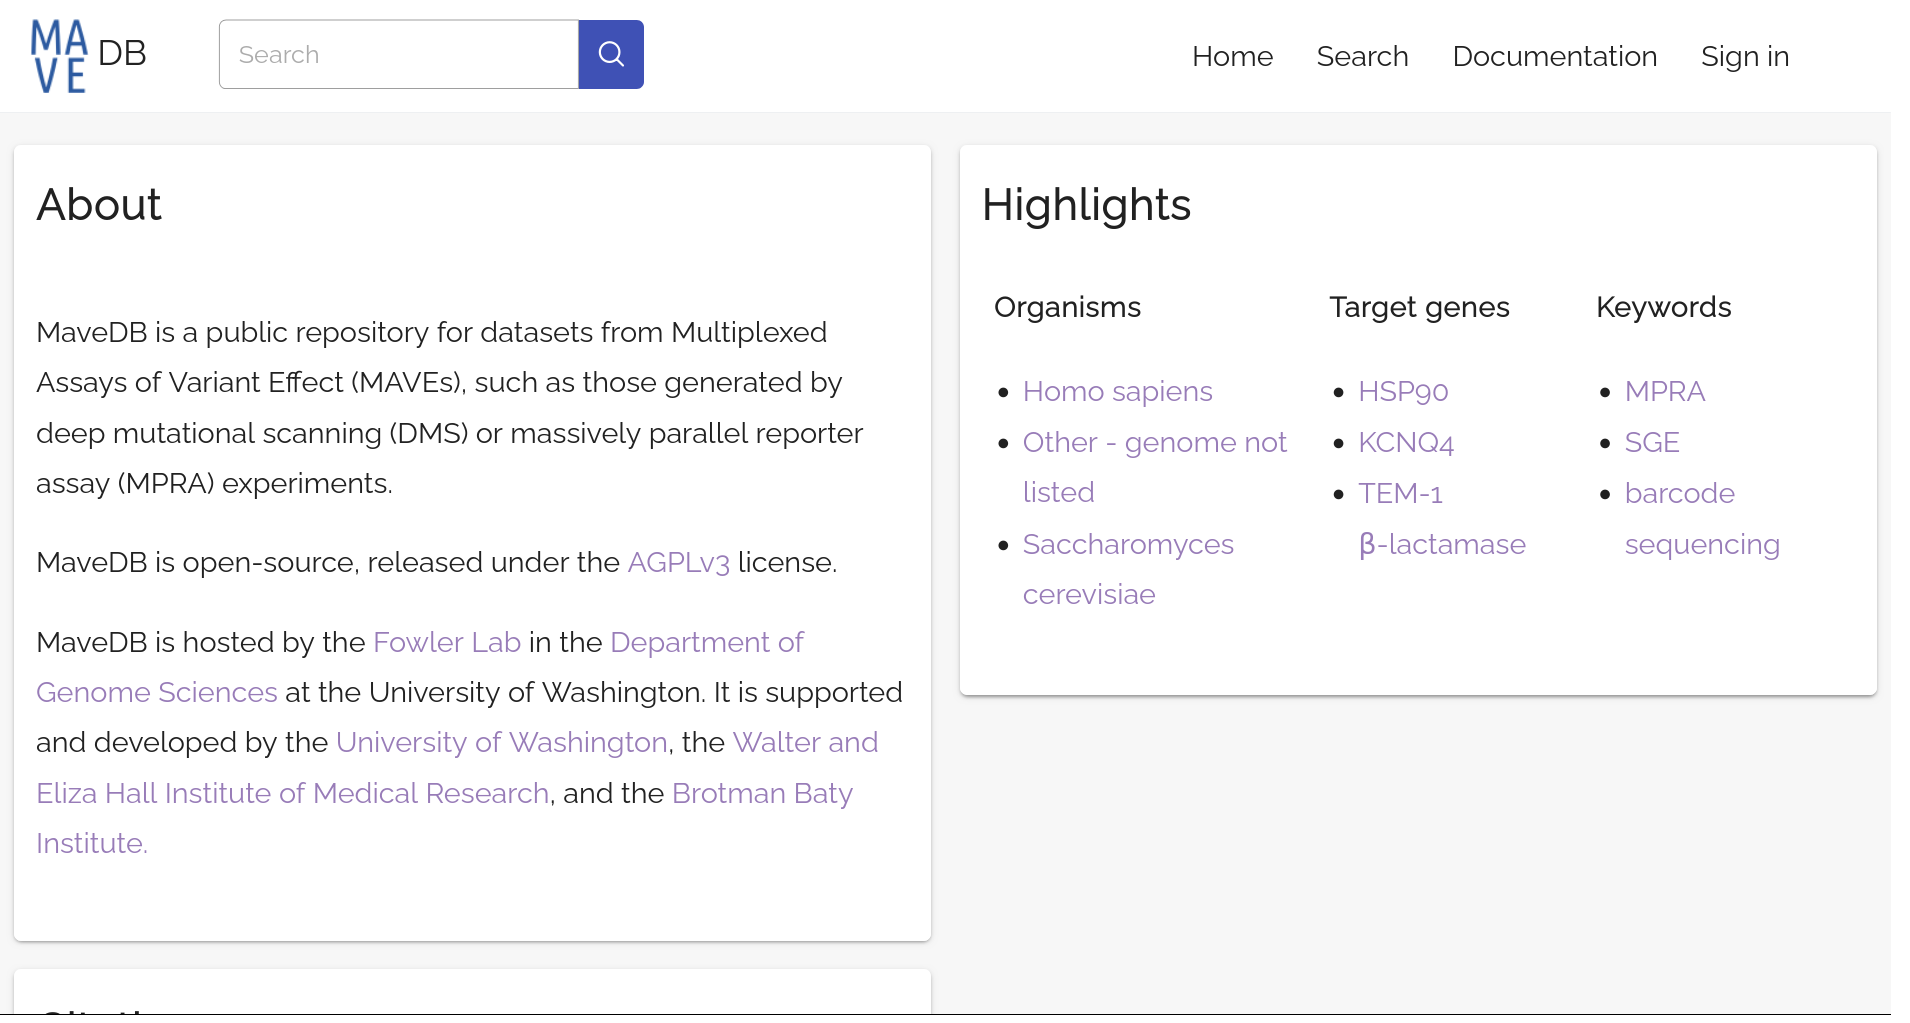 MA
VE DB
Search
Home
Search
Documentation
Sign in
About
MaveDB is a public repository for datasets from Multiplexed
Assays of Variant Effect (MAVEs), such as those generated by
deep mutational scanning (DMS) or massively parallel reporter
assay (MPRA) experiments.
MaveDB is open-source, released under the AGPLv3 license.
MaveDB is hosted by the Fowler Lab in the Department of
Genome Sciences at the University of Washington. It is supported
and developed by the University of Washington, the Walter and
Eliza Hall Institute of Medical Research, and the Brotman Baty
Institute.
Highlights
Organisms
Homo sapiens
Other - genome not
listed
Saccharomyces
cerevisiae
Target genes
HSP90
KCNQ4
TEM-1
β-lactamase
Keywords
MPRA
SGE
barcode
sequencing